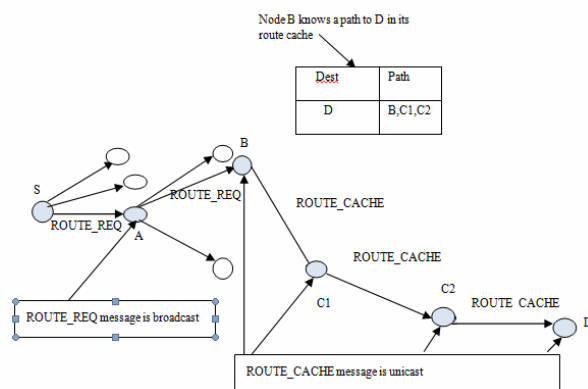 Node B knows a path to D in its
route cache
Dest Path
D B,C1,C2
B
S
ROUTE_REQ
ROUTE_REQ
A
ROUTE_CACHE
ROUTE_CACHE
C1
C2
ROUTE_CACHE
D
ROUTE_REQ message is broadcast
ROUTE_CACHE message is unicast